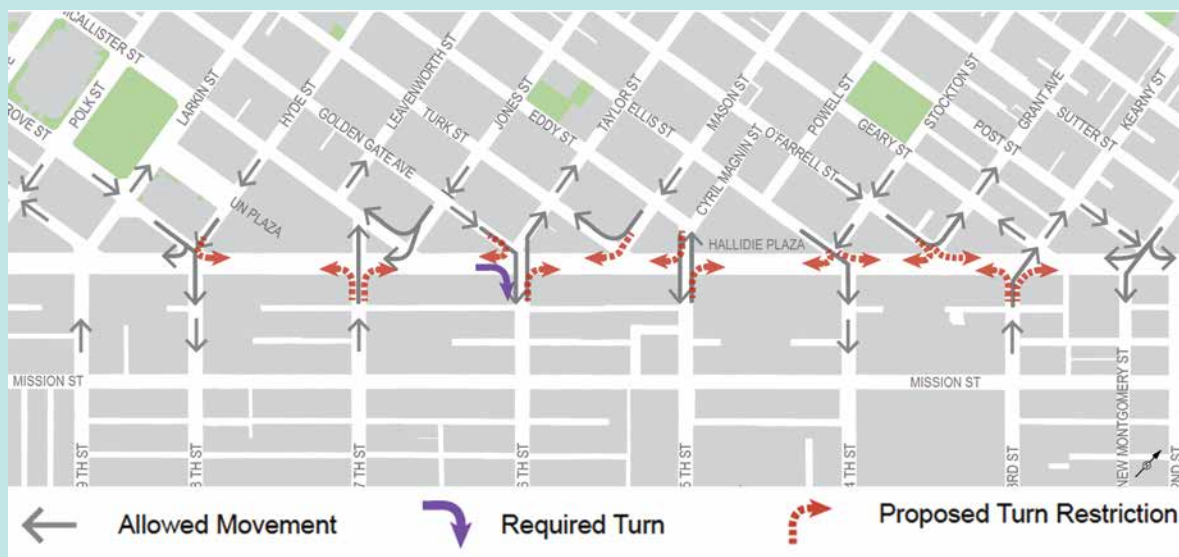 MCALLISTER ST
GROVE ST
POLK ST
LARKIN ST
HYDE ST
GOLDEN GATE AVE
LEAVENWORTH ST
TURK ST
JONES ST
EDDY ST
TAYLOR ST
ELLIS ST
MASON ST
CYRIL MAGNIN ST
O'FARRELL ST
POWELL ST
GEARY ST
STOCKTON ST
POST ST
GRANT AVE
SUTTER ST
KEARNY ST
UN PLAZA
HALLIDIE PLAZA
MISSION ST
MISSION ST
9TH ST
8TH ST
7TH ST
6TH ST
5TH ST
4TH ST
3RD ST
NEW MONTGOMERY ST
2ND ST
Allowed Movement
Required Turn
Proposed Turn Restriction